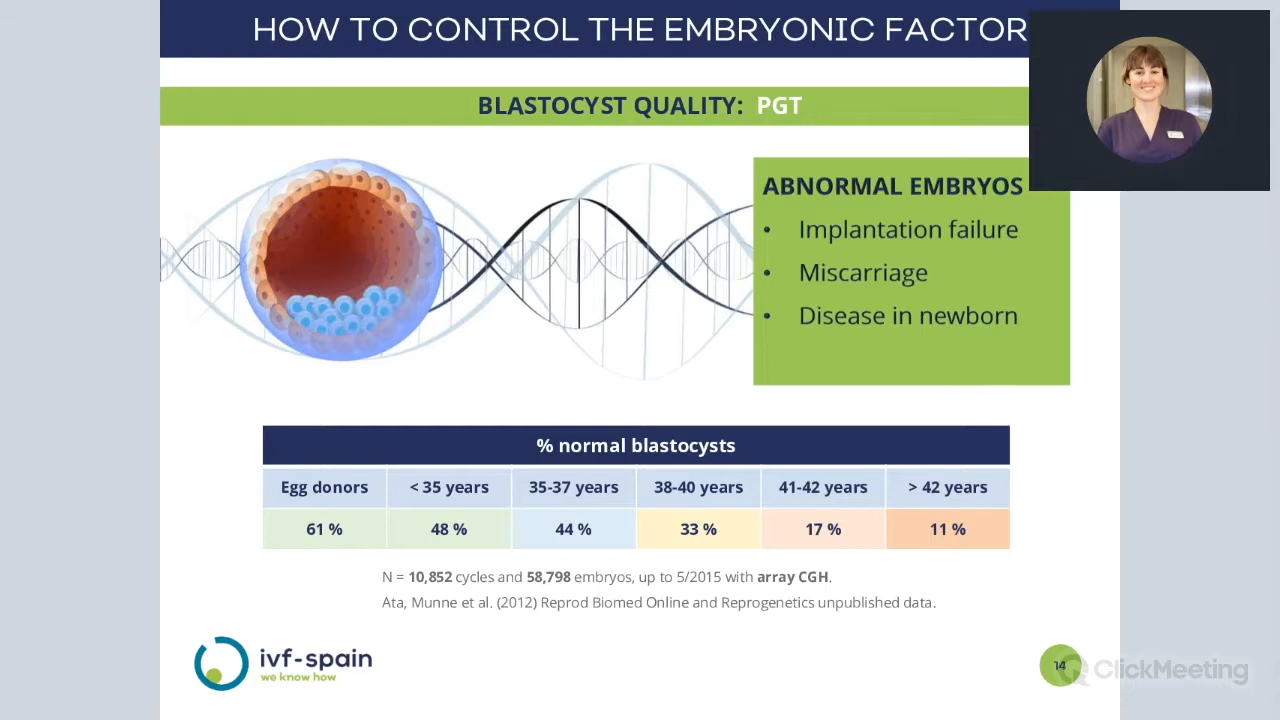 HOW TO CONTROL THE EMBRYONIC FACTOR
BLASTOCYST QUALITY: PGT
ABNORMAL EMBRYOS
• Implantation failure
• Miscarriage
• Disease in newborn
% normal blastocysts
Egg donors < 35 years 35-37 years 38-40 years 41-42 years > 42 years
61 % 48 % 44 % 33 % 17 % 11 %
N = 10,852 cycles and 58,798 embryos, up to 5/2015 with array CGH.
Ata, Munne et al. (2012) Reprod Biomed Online and Reprogenetics unpublished data.
ivf-spain
we know how
14
ClickMeeting